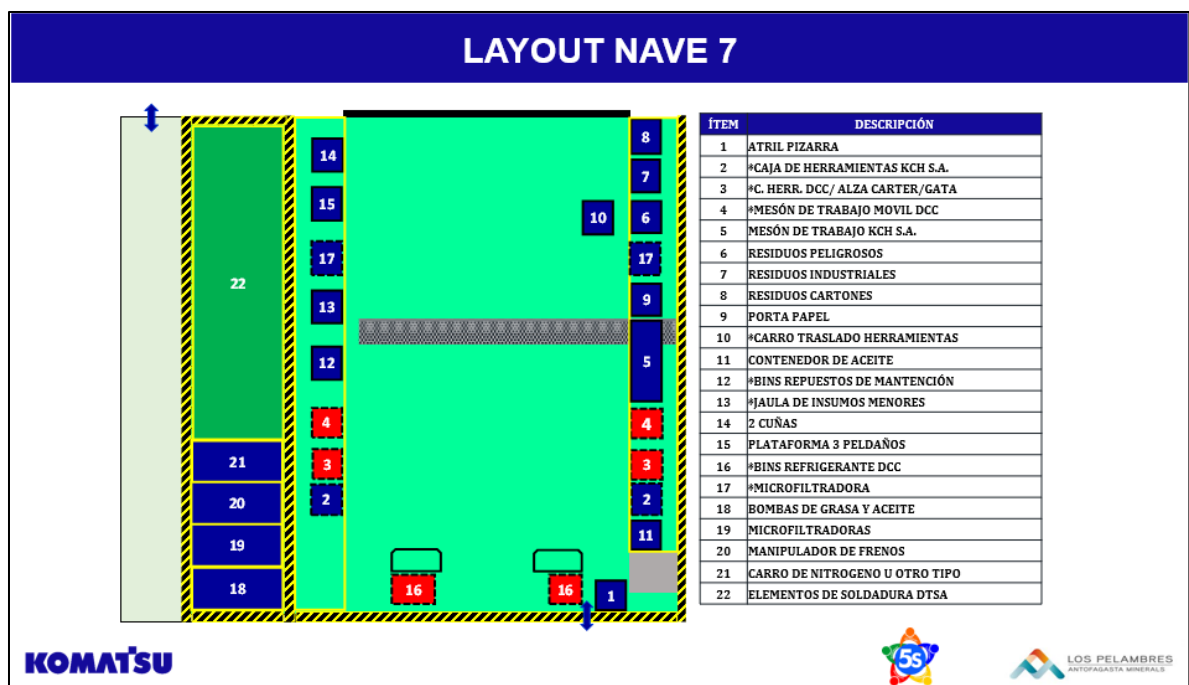 LAYOUT NAVE 7
14
15
17
13
12
4
3
2
22
21
20
19
18
10
8
7
6
17
9
5
4
3
2
11
16
16
1
ÍTEM DESCRIPCIÓN
1 ATRIL PIZARRA
2 *CAJA DE HERRAMIENTAS KCH S.A.
3 *C. HERR. DCC/ ALZA CARTER/GATA
4 *MESÓN DE TRABAJO MOVIL DCC
5 MESÓN DE TRABAJO KCH S.A.
6 RESIDUOS PELIGROSOS
7 RESIDUOS INDUSTRIALES
8 RESIDUOS CARTONES
9 PORTA PAPEL
10 *CARRO TRASLADO HERRAMIENTAS
11 CONTENEDOR DE ACEITE
12 *BINS REPUESTOS DE MANTENCIÓN
13 *JAULA DE INSUMOS MENORES
14 2 CUÑAS
15 PLATAFORMA 3 PELDAÑOS
16 *BINS REFRIGERANTE DCC
17 *MICROFILTRADORA
18 BOMBAS DE GRASA Y ACEITE
19 MICROFILTRADORAS
20 MANIPULADOR DE FRENOS
21 CARRO DE NITROGENO U OTRO TIPO
22 ELEMENTOS DE SOLDADURA DTSA
KOMATSU
5s
LOS PELAMBRES
ANTOFAGASTA MINERALS